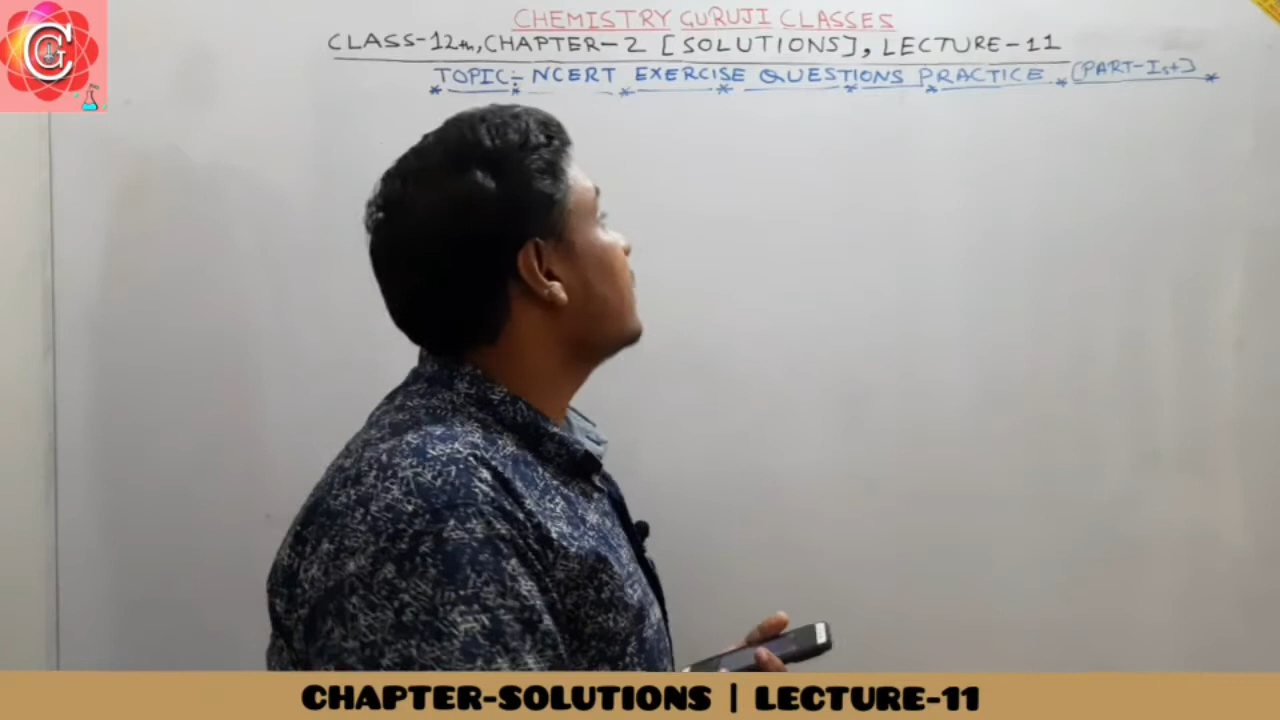 CHEMISTRY GURUJI CLASSES
CLASS-12th, CHAPTER-2 [SOLUTIONS], LECTURE-11
TOPIC:- NCERT EXERCISE QUESTIONS PRACTICE (PART-Ist)
CHAPTER-SOLUTIONS | LECTURE-11